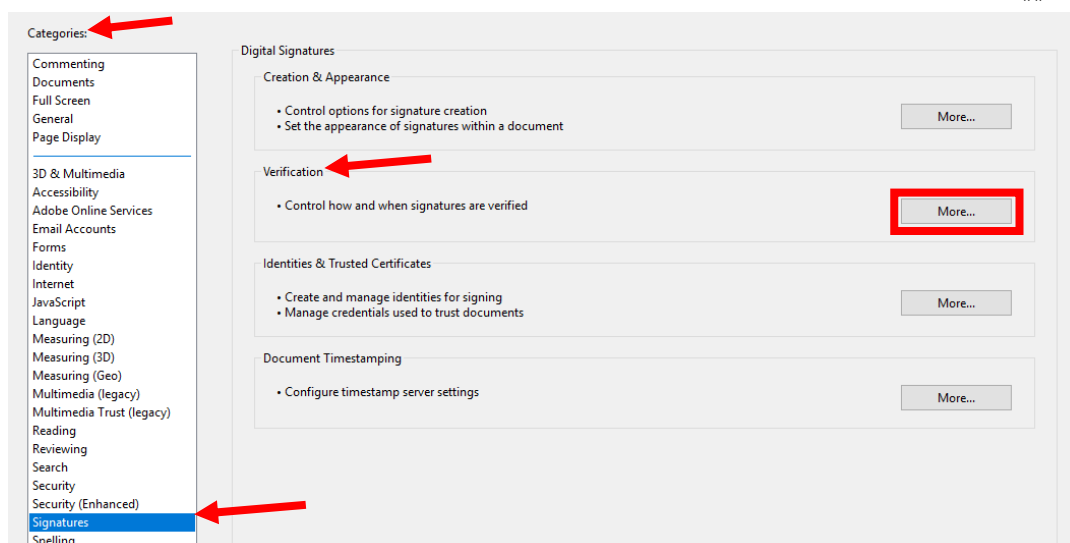 Categories:
Commenting
Documents
Full Screen
General
Page Display
3D & Multimedia
Accessibility
Adobe Online Services
Email Accounts
Forms
Identity
Internet
JavaScript
Language
Measuring (2D)
Measuring (3D)
Measuring (Geo)
Multimedia (legacy)
Multimedia Trust (legacy)
Reading
Reviewing
Search
Security
Security (Enhanced)
Signatures
Spelling
Digital Signatures
Creation & Appearance
• Control options for signature creation
• Set the appearance of signatures within a document
More...
Verification
• Control how and when signatures are verified
More...
Identities & Trusted Certificates
• Create and manage identities for signing
• Manage credentials used to trust documents
More...
Document Timestamping
• Configure timestamp server settings
More...